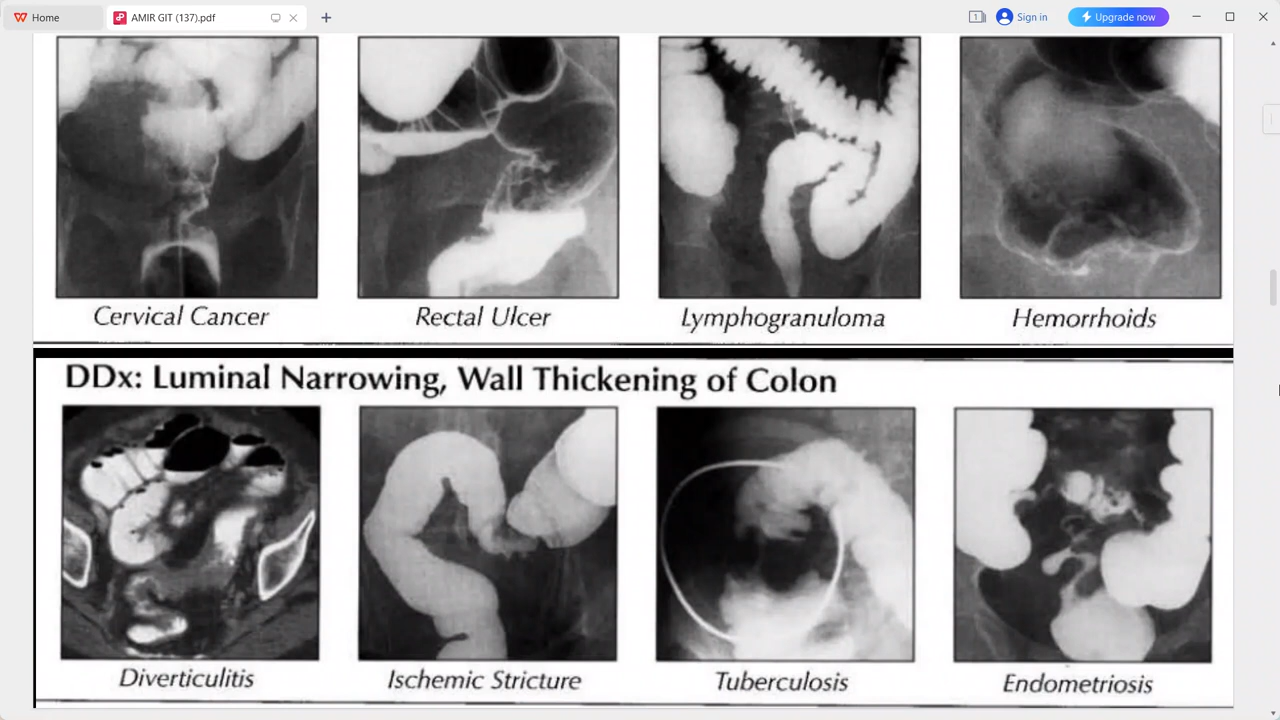 Home
AMIR GIT (137).pdf
1
Sign in
Upgrade now
Cervical Cancer
Rectal Ulcer
Lymphogranuloma
Hemorrhoids
DDx: Luminal Narrowing, Wall Thickening of Colon
Diverticulitis
Ischemic Stricture
Tuberculosis
Endometriosis